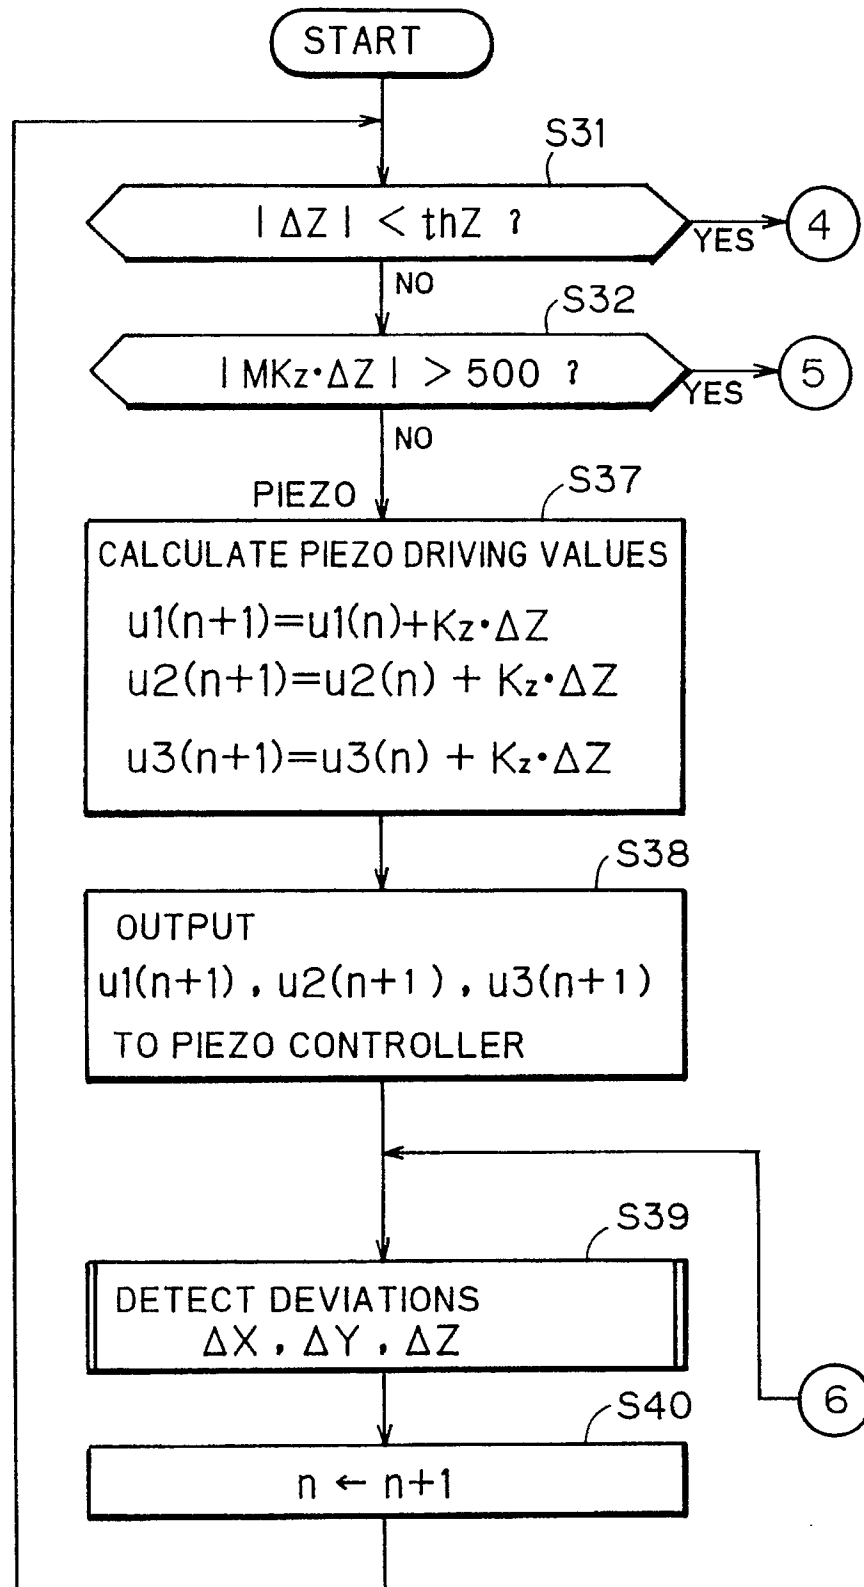 START
S31
| ΔZ | < thZ ?
YES
4
NO
S32
| MKz·ΔZ | > 500 ?
YES
5
NO
PIEZO
S37
CALCULATE PIEZO DRIVING VALUES
u1(n+1)=u1(n)+Kz·ΔZ
u2(n+1)=u2(n) + Kz·ΔZ
u3(n+1)=u3(n) + Kz·ΔZ
S38
OUTPUT
u1(n+1) , u2(n+1) , u3(n+1)
TO PIEZO CONTROLLER
S39
DETECT DEVIATIONS
ΔX , ΔY , ΔZ
6
S40
n ← n+1